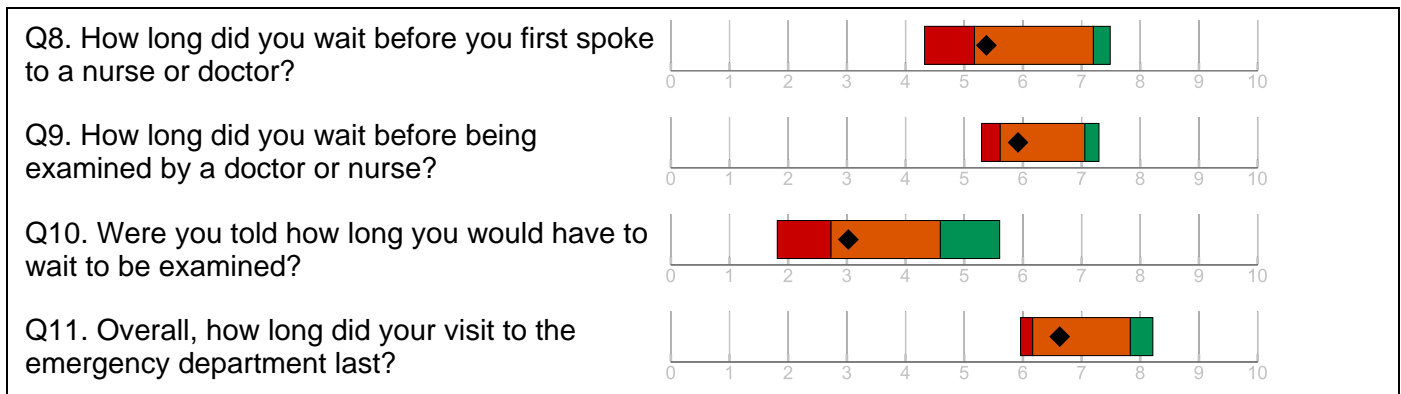 Q8. How long did you wait before you first spoke
to a nurse or doctor?
0 1 2 3 4 5 6 7 8 9 10
Q9. How long did you wait before being
examined by a doctor or nurse?
0 1 2 3 4 5 6 7 8 9 10
Q10. Were you told how long you would have to
wait to be examined?
0 1 2 3 4 5 6 7 8 9 10
Q11. Overall, how long did your visit to the
emergency department last?
0 1 2 3 4 5 6 7 8 9 10